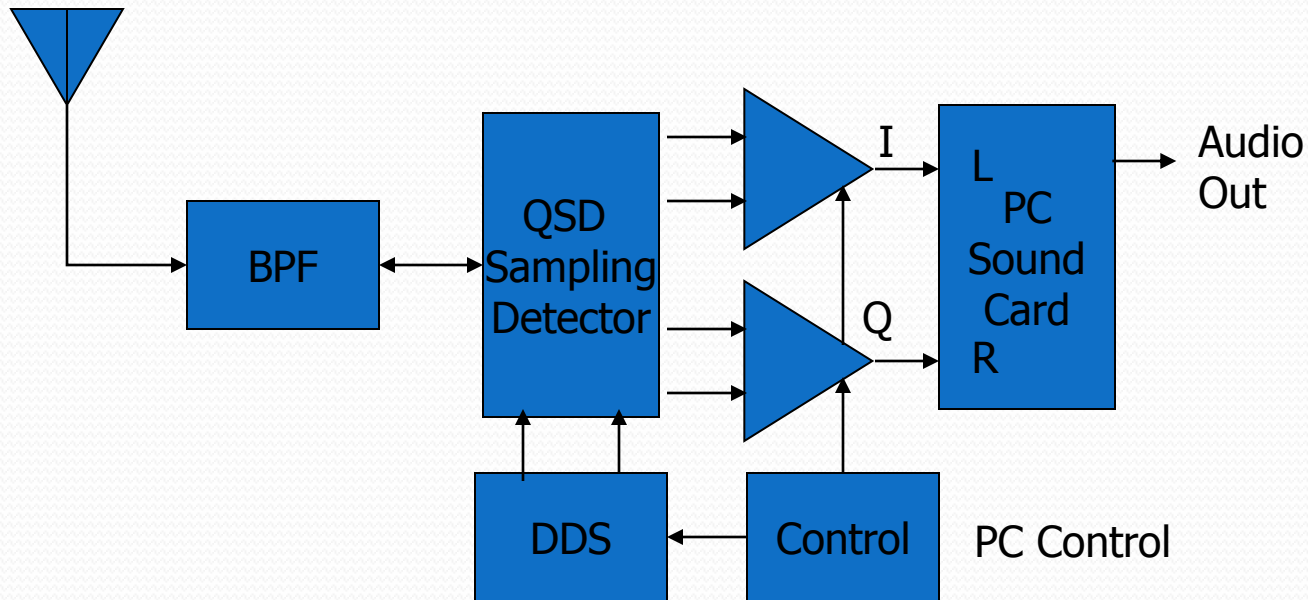 BPF
QSD
Sampling
Detector
I
Q
L
PC
Sound
Card
R
Audio
Out
DDS
Control
PC Control